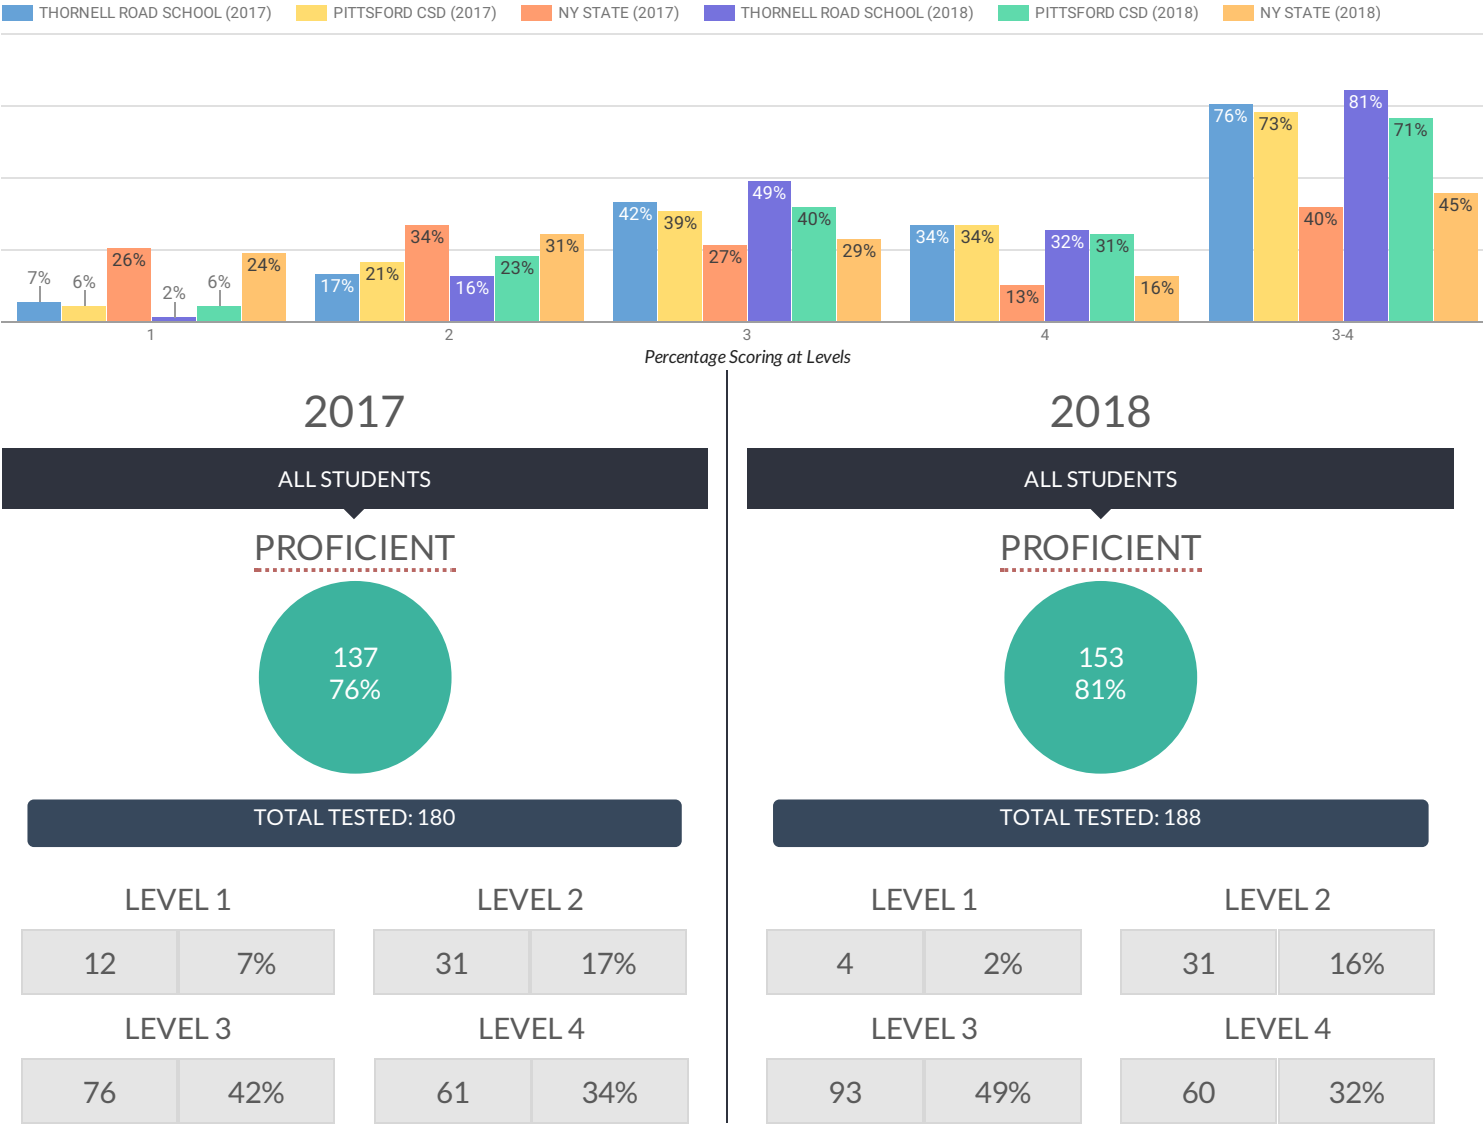 THORNELL ROAD SCHOOL (2017) PITTSFORD CSD (2017) NY STATE (2017) THORNELL ROAD SCHOOL (2018) PITTSFORD CSD (2018) NY STATE (2018)
7% 6% 26% 2% 6% 24%
17% 21% 34% 16% 23% 31%
42% 39% 27% 49% 40% 29%
34% 34% 13% 32% 31% 16%
76% 73% 40% 81% 71% 45%
1 2 3 4 3-4
Percentage Scoring at Levels
2017
ALL STUDENTS
PROFICIENT
137
76%
TOTAL TESTED: 180
LEVEL 1 LEVEL 2
12 7% 31 17%
LEVEL 3 LEVEL 4
76 42% 61 34%
2018
ALL STUDENTS
PROFICIENT
153
81%
TOTAL TESTED: 188
LEVEL 1 LEVEL 2
4 2% 31 16%
LEVEL 3 LEVEL 4
93 49% 60 32%